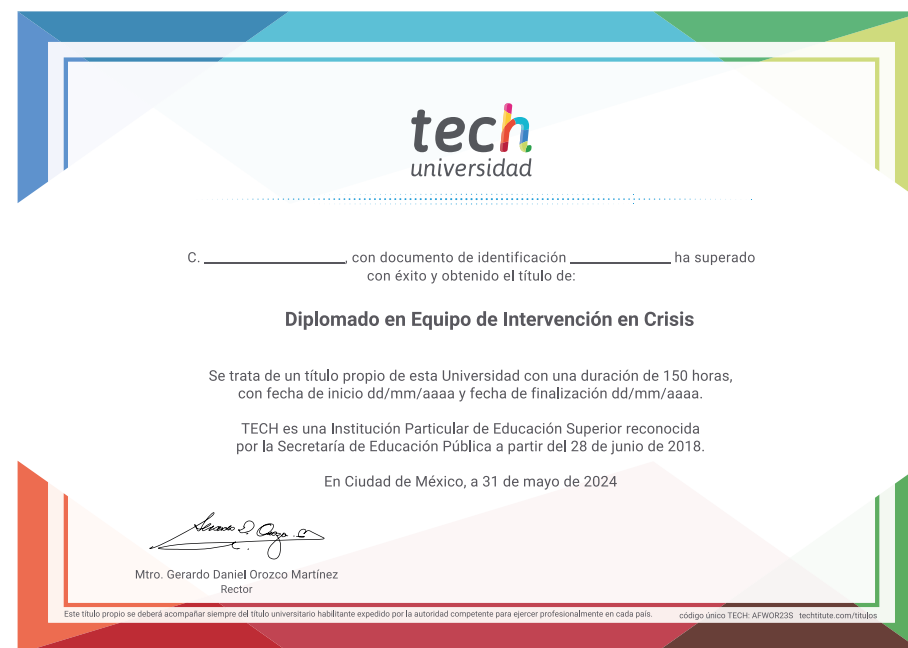 tech
universidad
C. ____________, con documento de identificación ____________ ha superado
con éxito y obtenido el título de:
Diplomado en Equipo de Intervención en Crisis
Se trata de un título propio de esta Universidad con una duración de 150 horas,
con fecha de inicio dd/mm/aaaa y fecha de finalización dd/mm/aaaa.
TECH es una Institución Particular de Educación Superior reconocida
por la Secretaría de Educación Pública a partir del 28 de junio de 2018.
En Ciudad de México, a 31 de mayo de 2024
Mtro. Gerardo Daniel Orozco Martínez
Rector
Este título propio se deberá acompañar siempre del título universitario habilitante expedido por la autoridad competente para ejercer profesionalmente en cada país. código único TECH: AFWOR23S techtitute.com/títulos